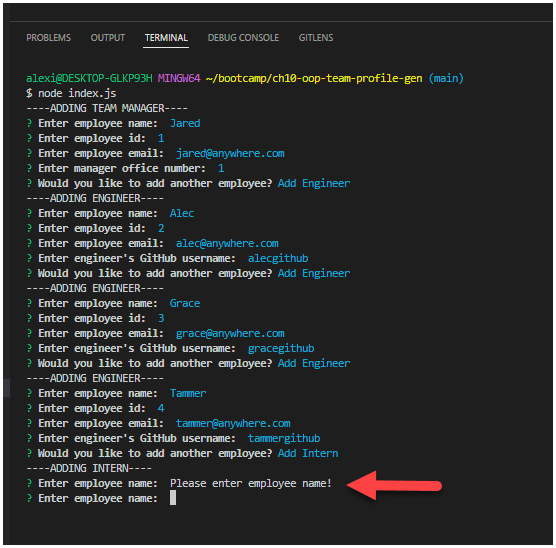 PROBLEMS OUTPUT TERMINAL DEBUG CONSOLE GITLENS
alexi@DESKTOP-GLKP93H MINGW64 ~/bootcamp/ch10-oop-team-profile-gen (main)
$ node index.js
----ADDING TEAM MANAGER----
? Enter employee name: Jared
? Enter employee id: 1
? Enter employee email: jared@anywhere.com
? Enter manager office number: 1
? Would you like to add another employee? Add Engineer
----ADDING ENGINEER----
? Enter employee name: Alec
? Enter employee id: 2
? Enter employee email: alec@anywhere.com
? Enter engineer's GitHub username: alecgithub
? Would you like to add another employee? Add Engineer
----ADDING ENGINEER----
? Enter employee name: Grace
? Enter employee id: 3
? Enter employee email: grace@anywhere.com
? Enter engineer's GitHub username: gracegithub
? Would you like to add another employee? Add Engineer
----ADDING ENGINEER----
? Enter employee name: Tammer
? Enter employee id: 4
? Enter employee email: tammer@anywhere.com
? Enter engineer's GitHub username: tammergithub
? Would you like to add another employee? Add Intern
----ADDING INTERN----
? Enter employee name: Please enter employee name!
? Enter employee name: